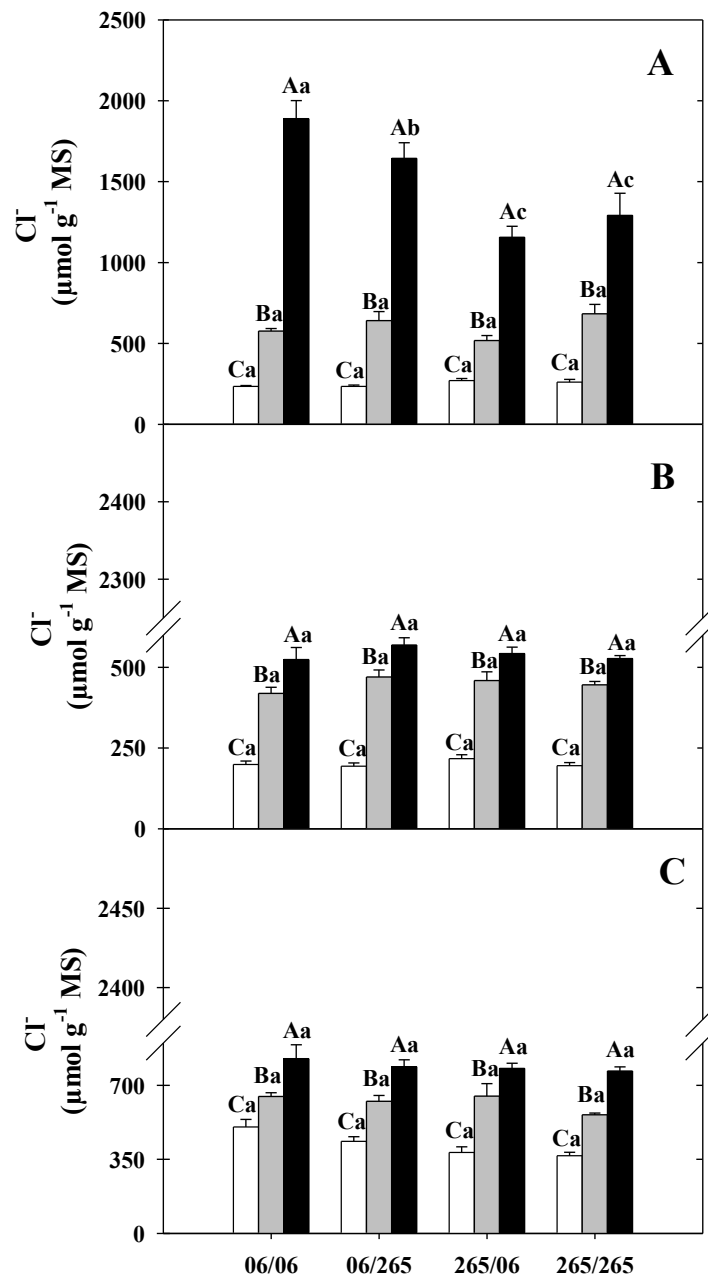 A
Cl⁻
(µmol g⁻¹ MS)
2500
2000
1500
1000
500
0
Ca Ba Aa
Ca Ba Ab
Ca Ba Ac
Ca Ba Ac
B
Cl⁻
(µmol g⁻¹ MS)
2400
2300
500
250
0
Ca Ba Aa
Ca Ba Aa
Ca Ba Aa
Ca Ba Aa
C
Cl⁻
(µmol g⁻¹ MS)
2450
2400
700
350
0
Ca Ba Aa
Ca Ba Aa
Ca Ba Aa
Ca Ba Aa
06/06 06/265 265/06 265/265